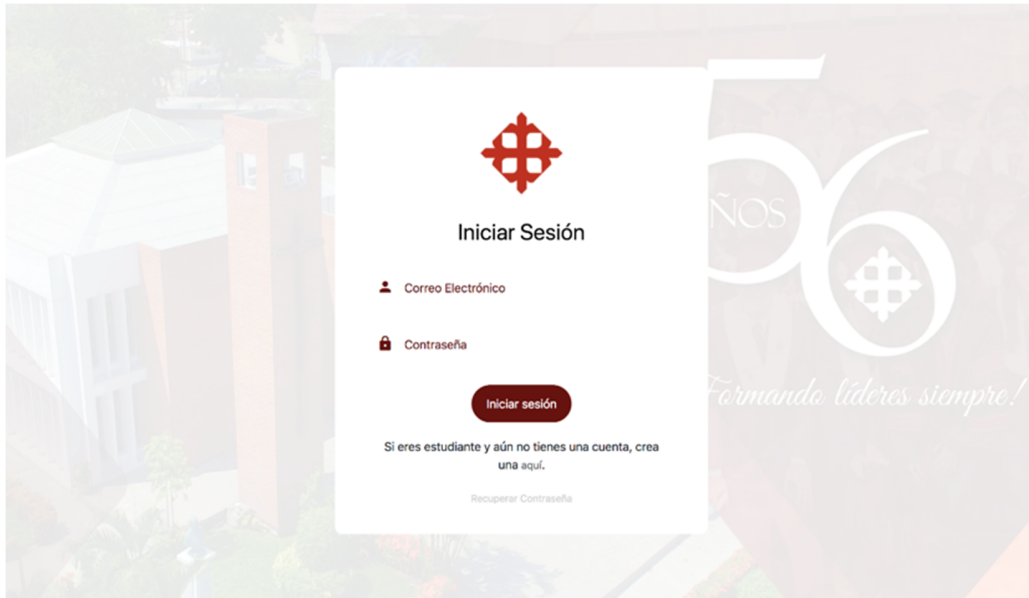 56
ÑOS
Formando líderes siempre!
Iniciar Sesión
Correo Electrónico
Contraseña
Iniciar sesión
Si eres estudiante y aún no tienes una cuenta, crea
una aquí.
Recuperar Contraseña